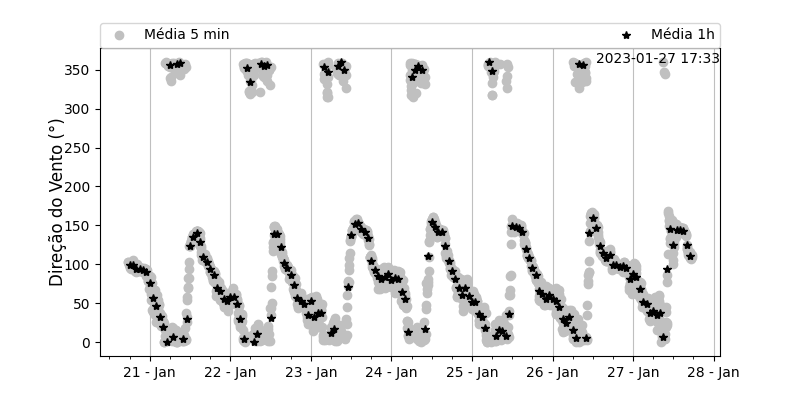 Média 5 min
Média 1h
2023-01-27 17:33
Direção do Vento (°)
350
300
250
200
150
100
50
0
21 - Jan
22 - Jan
23 - Jan
24 - Jan
25 - Jan
26 - Jan
27 - Jan
28 - Jan